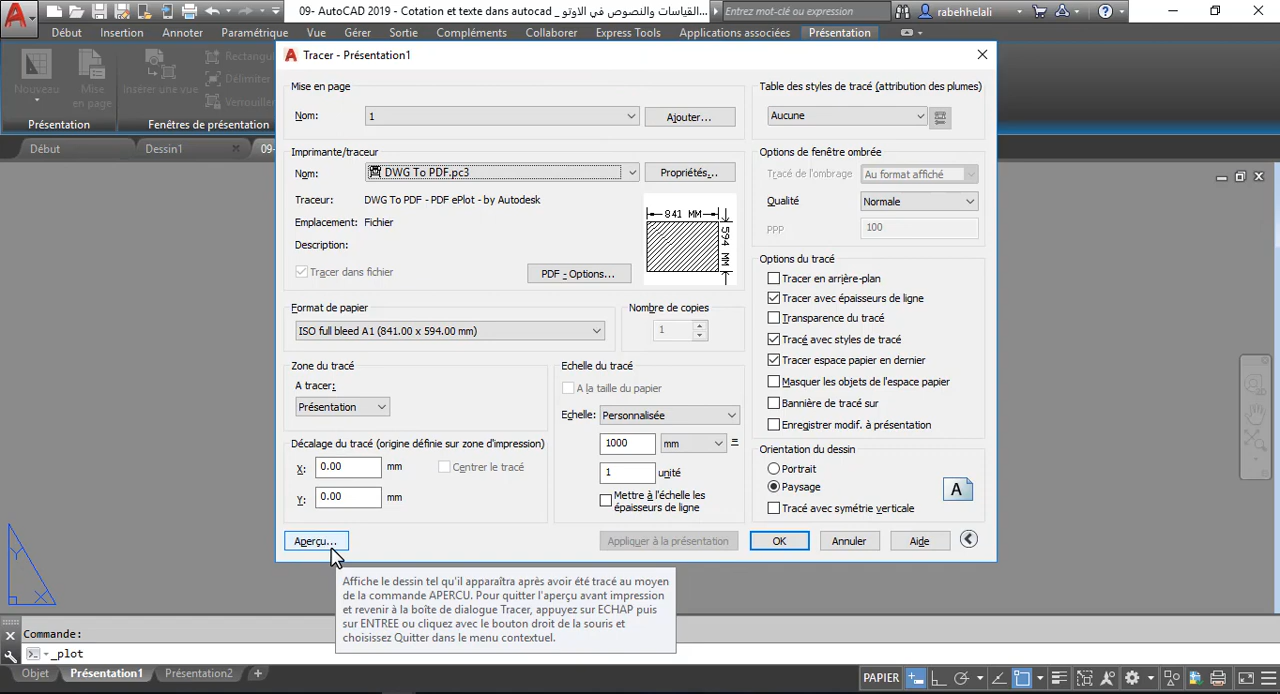 09- AutoCAD 2019 - Cotation et texte dans autocad _ القياسات والنصوص في الاوتو
Entrez mot-clé ou expression
rabehhelali
Début Insertion Annoter Paramétrique Vue Gérer Sortie Compléments Collaborer Express Tools Applications associées Présentation
Nouveau
Mise
en page
Insérer une vue
Rectangu
Délimiter
Verrouiller
Présentation
Fenêtres de présentation
Début Dessin1 09-
Tracer - Présentation1
Mise en page
Nom: 1 Ajouter...
Imprimante/traceur
Nom: DWG To PDF.pc3 Propriétés...
Traceur: DWG To PDF - PDF ePlot - by Autodesk
Emplacement: Fichier
Description:
Tracer dans fichier
PDF - Options...
841 MM
594 MM
Format de papier
ISO full bleed A1 (841.00 x 594.00 mm)
Nombre de copies
1
Zone du tracé
A tracer:
Présentation
Echelle du tracé
A la taille du papier
Echelle: Personnalisée
1000 mm =
1 unité
Mettre à l'échelle les
épaisseurs de ligne
Décalage du tracé (origine définie sur zone d'impression)
X: 0.00 mm
Centrer le tracé
Y: 0.00 mm
Table des styles de tracé (attribution des plumes)
Aucune
Options de fenêtre ombrée
Tracé de l'ombrage Au format affiché
Qualité Normale
PPP 100
Options du tracé
Tracer en arrière-plan
Tracer avec épaisseurs de ligne
Transparence du tracé
Tracé avec styles de tracé
Tracer espace papier en dernier
Masquer les objets de l'espace papier
Bannière de tracé sur
Enregistrer modif. à présentation
Orientation du dessin
Portrait
Paysage
Tracé avec symétrie verticale
A
Aperçu... Appliquer à la présentation OK Annuler Aide
Affiche le dessin tel qu'il apparaîtra après avoir été tracé au moyen
de la commande APERCU. Pour quitter l'aperçu avant impression
et revenir à la boîte de dialogue Tracer, appuyez sur ECHAP puis
sur ENTREE ou cliquez avec le bouton droit de la souris et
choisissez Quitter dans le menu contextuel.
Y
X
Commande:
_plot
Objet Présentation1 Présentation2 +
PAPIER